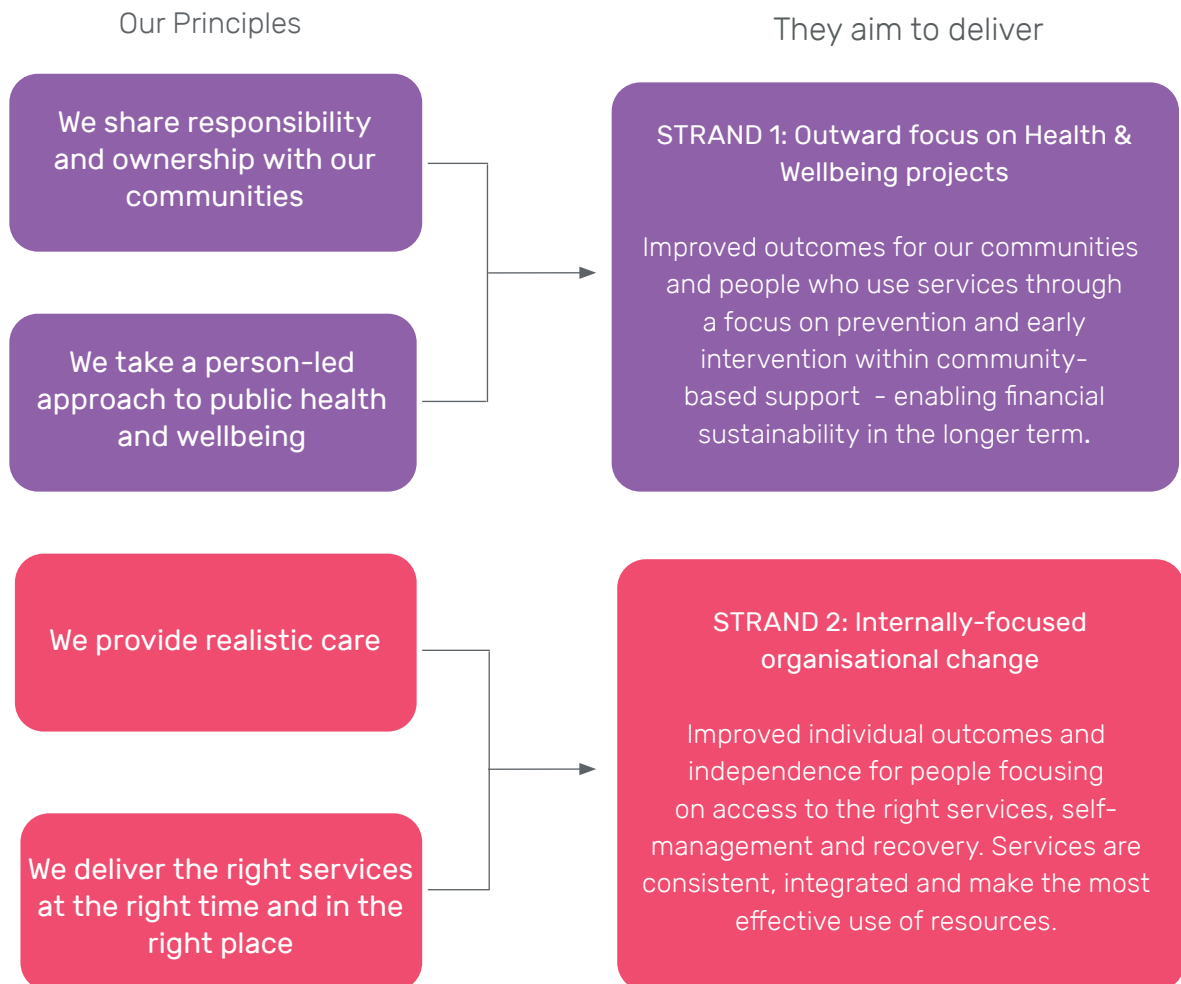 Our Principles
They aim to deliver
We share responsibility
and ownership with our
communities
We take a person-led
approach to public health
and wellbeing
STRAND 1: Outward focus on Health &
Wellbeing projects
Improved outcomes for our communities
and people who use services through
a focus on prevention and early
intervention within community-
based support - enabling financial
sustainability in the longer term.
We provide realistic care
We deliver the right services
at the right time and in the
right place
STRAND 2: Internally-focused
organisational change
Improved individual outcomes and
independence for people focusing
on access to the right services, self-
management and recovery. Services are
consistent, integrated and make the most
effective use of resources.